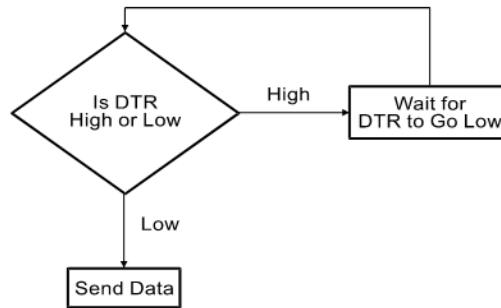 Is DTR
High or Low
High
Wait for
DTR to Go Low
Low
Send Data